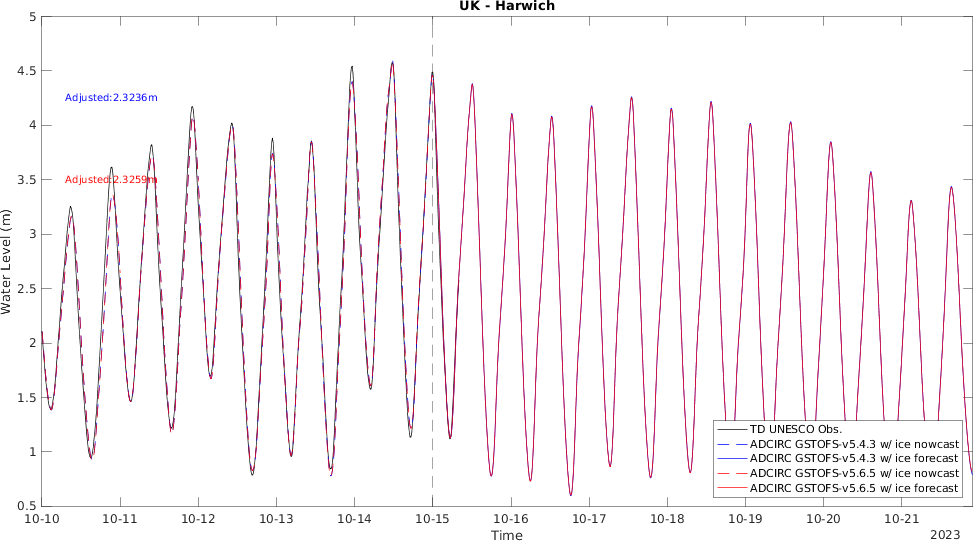 UK - Harwich
5
4.5
4
3.5
3
2.5
2
1.5
1
0.5
Water Level (m)
Adjusted:2.3236m
Adjusted:2.3259m
TD UNESCO Obs.
ADCIRC GSTOFS-v5.4.3 w/ ice nowcast
ADCIRC GSTOFS-v5.4.3 w/ ice forecast
ADCIRC GSTOFS-v5.6.5 w/ ice nowcast
ADCIRC GSTOFS-v5.6.5 w/ ice forecast
10-10 10-11 10-12 10-13 10-14 10-15 10-16 10-17 10-18 10-19 10-20 10-21
Time
2023